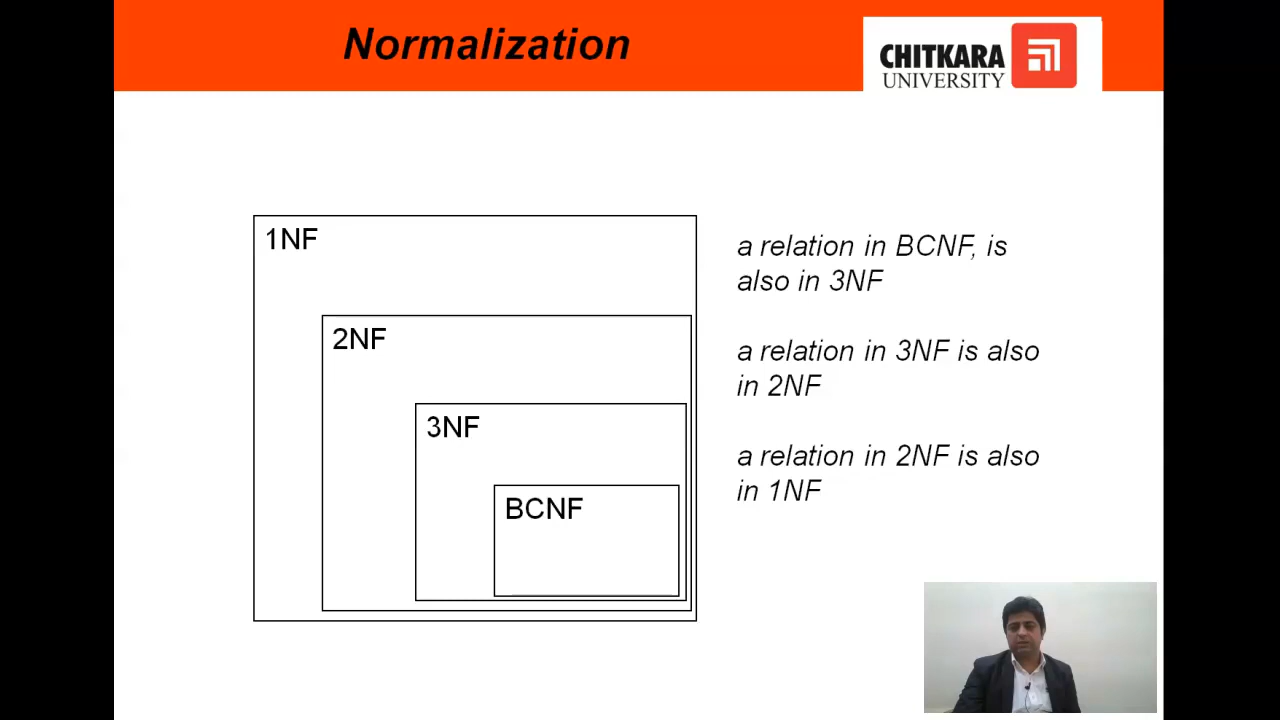 Normalization
CHITKARA
UNIVERSITY
1NF
2NF
3NF
BCNF
a relation in BCNF, is
also in 3NF
a relation in 3NF is also
in 2NF
a relation in 2NF is also
in 1NF